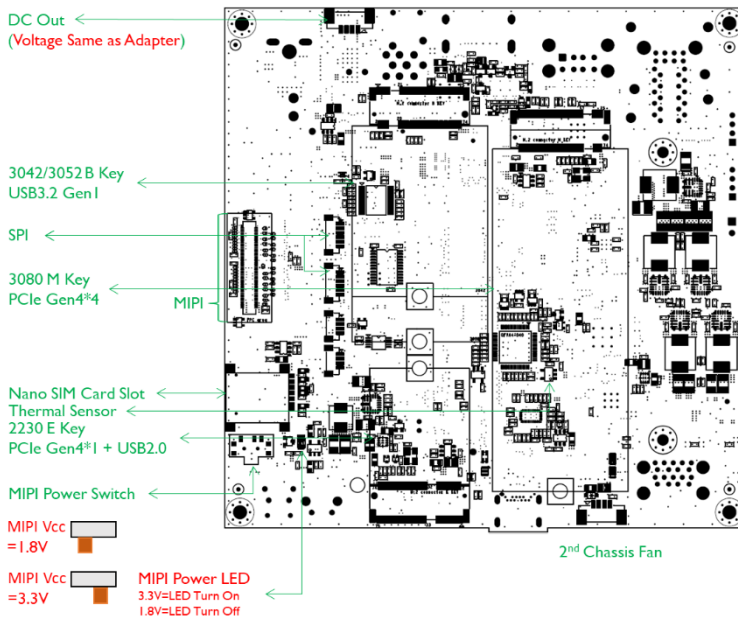 DC Out
(Voltage Same as Adapter)
3042/3052 B Key
USB3.2 Gen1
SPI
3080 M Key
PCIe Gen4*4
MIPI
Nano SIM Card Slot
Thermal Sensor
2230 E Key
PCIe Gen4*1 + USB2.0
MIPI Power Switch
MIPI Vcc
=1.8V
MIPI Vcc
=3.3V
MIPI Power LED
3.3V=LED Turn On
1.8V=LED Turn Off
2nd Chassis Fan